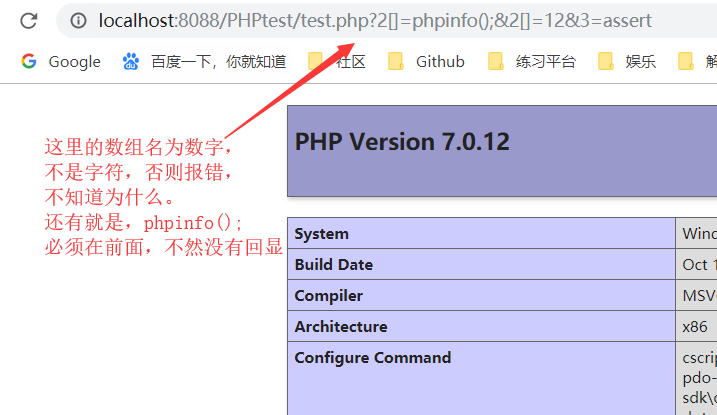 localhost:8088/PHPtest/test.php?2[]=phpinfo();&2[]=12&3=assert
Google 百度一下，你就知道 社区 Github 练习平台 娱乐
这里的数组名为数字，
不是字符，否则报错，
不知道为什么。
还有就是，phpinfo();
必须在前面，不然没有回显
PHP Version 7.0.12
System Wind
Build Date Oct 1
Compiler MSV
Architecture x86
Configure Command cscrip
pdo-
sdk\o